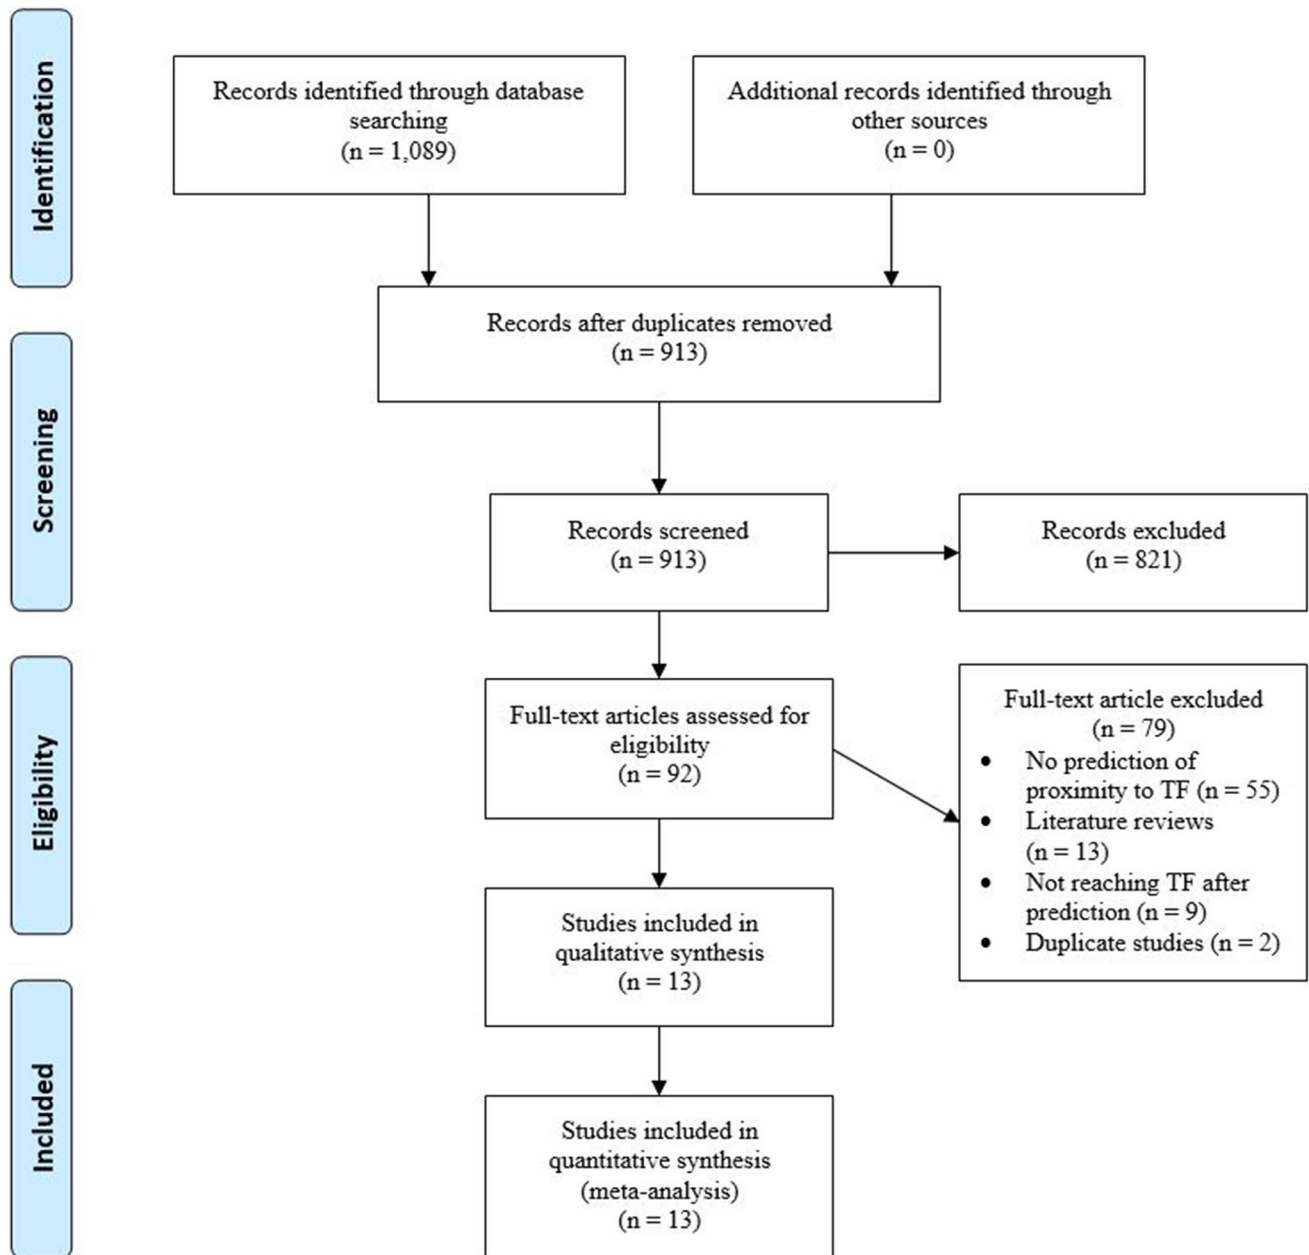 Identification
Records identified through database
searching
(n = 1,089)
Additional records identified through
other sources
(n = 0)
Records after duplicates removed
(n = 913)
Screening
Records screened
(n = 913)
Records excluded
(n = 821)
Eligibility
Full-text articles assessed for
eligibility
(n = 92)
Full-text article excluded
(n = 79)
• No prediction of
proximity to TF (n = 55)
• Literature reviews
(n = 13)
• Not reaching TF after
prediction (n = 9)
• Duplicate studies (n = 2)
Studies included in
qualitative synthesis
(n = 13)
Included
Studies included in
quantitative synthesis
(meta-analysis)
(n = 13)